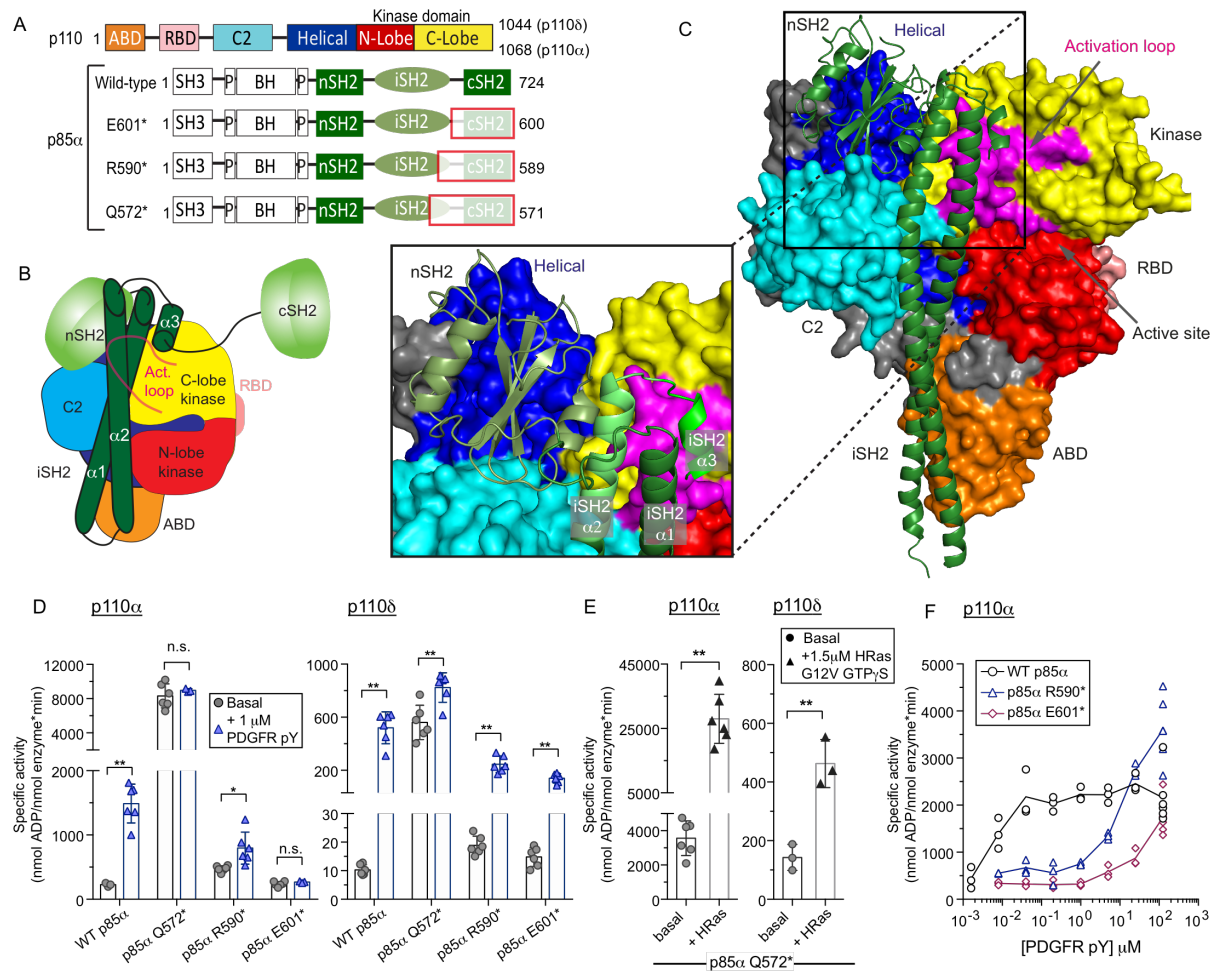 A
Kinase domain
p110 1 ABD RBD C2 Helical N-Lobe C-Lobe 1044 (p110δ)
1068 (p110α)
p85α
Wild-type 1 SH3 P BH P nSH2 iSH2 cSH2 724
E601* 1 SH3 P BH P nSH2 iSH2 cSH2 600
R590* 1 SH3 P BH P nSH2 iSH2 cSH2 589
Q572* 1 SH3 P BH P nSH2 iSH2 cSH2 571
B
nSH2
α3
cSH2
Act.
loop
C-lobe
kinase
RBD
C2
α2
N-lobe
kinase
iSH2
α1
ABD
nSH2
Helical
iSH2
α3
iSH2
α2
iSH2
α1
C
nSH2
Helical
Activation loop
Kinase
RBD
C2
Active site
iSH2
ABD
D
p110α
Specific activity
(nmol ADP/nmol enzyme*min)
12000
10000
8000
6000
4000
2000
1000
0
**
n.s.
*
n.s.
Basal
+ 1 μM
PDGFR pY
WT p85α
p85α Q572*
p85α R590*
p85α E601*
p110δ
1000
600
200
30
20
10
0
**
**
**
**
WT p85α
p85α Q572*
p85α R590*
p85α E601*
E
p110α
p110δ
Specific activity
(nmol ADP/nmol enzyme*min)
45000
25000
5000
4000
2000
0
**
800
600
400
200
0
**
Basal
+1.5μM HRas
G12V GTPγS
basal
+ HRas
basal
+ HRas
p85α Q572*
F
p110α
Specific activity
(nmol ADP/nmol enzyme*min)
5000
4000
3000
2000
1000
0
WT p85α
p85α R590*
p85α E601*
10-3 10-2 10-1 100 101 102 103
[PDGFR pY] μM